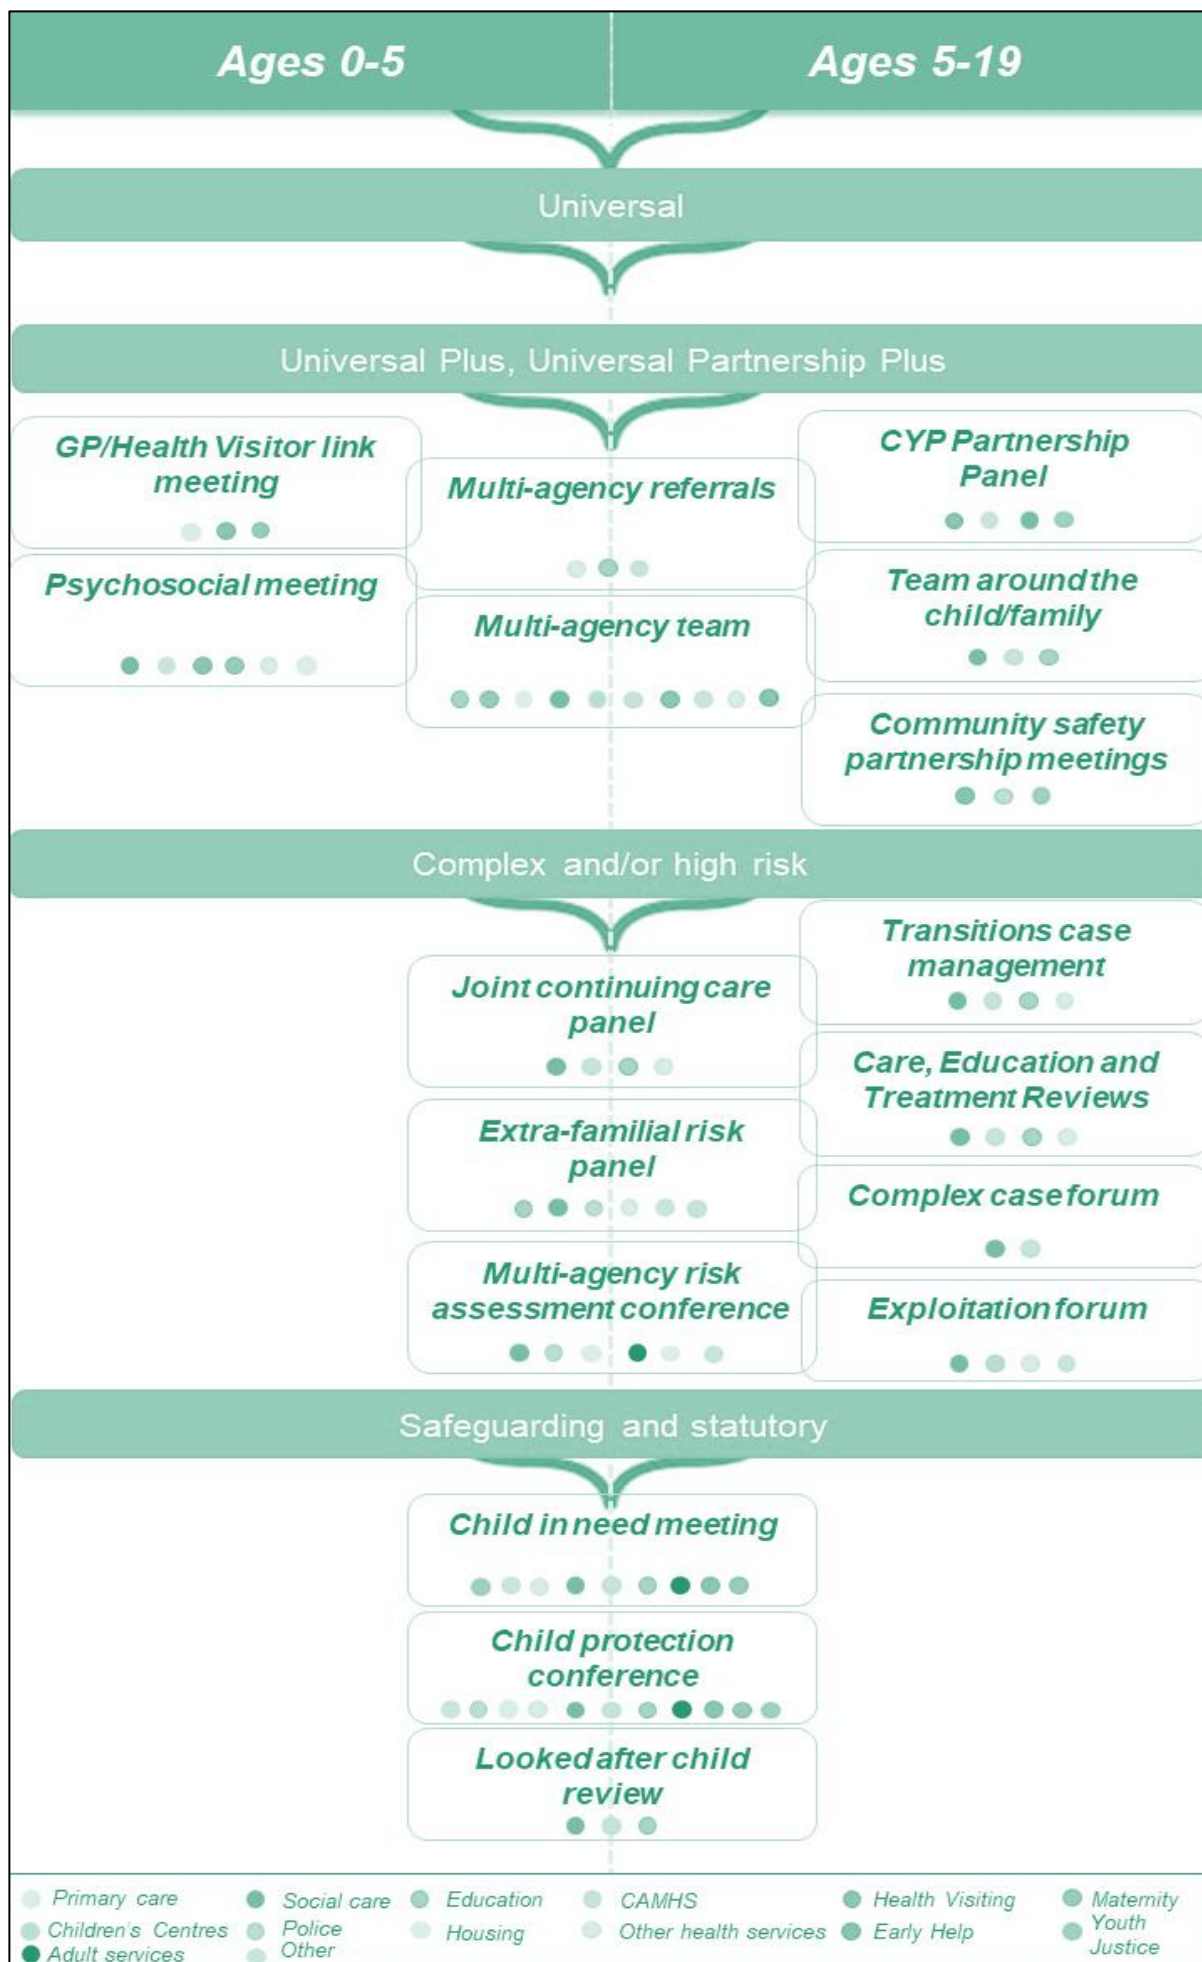 Ages 0-5
Ages 5-19
Universal
Universal Plus, Universal Partnership Plus
GP/Health Visitor link
meeting
Psychosocial meeting
Multi-agency referrals
Multi-agency team
CYP Partnership
Panel
Team around the
child/family
Community safety
partnership meetings
Complex and/or high risk
Joint continuing care
panel
Extra-familial risk
panel
Multi-agency risk
assessment conference
Transitions case
management
Care, Education and
Treatment Reviews
Complex case forum
Exploitation forum
Safeguarding and statutory
Child in need meeting
Child protection
conference
Looked after child
review
Primary care
Social care
Education
CAMHS
Health Visiting
Maternity
Children's Centres
Police
Housing
Other health services
Early Help
Youth
Justice
Adult services
Other